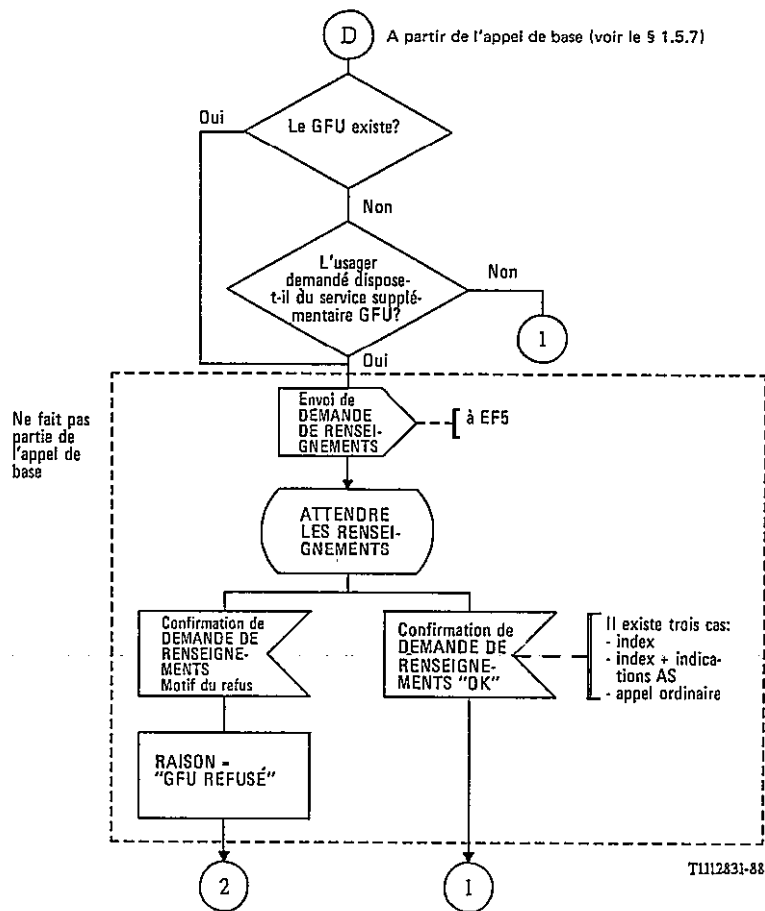 D
A partir de l'appel de base (voir le § 1.5.7)
Oui
Le GFU existe?
Non
L'usager
demandé dispose-
t-il du service supplé-
mentaire GFU?
Non
1
Oui
Ne fait pas
partie de
l'appel de
base
Envoi de
DEMANDE
DE RENSEI-
GNEMENTS
à EF5
ATTENDRE
LES RENSEI-
GNEMENTS
Confirmation de
DEMANDE DE
RENSEIGNE-
MENTS
Motif du refus
Confirmation de
DEMANDE DE
RENSEIGNE-
MENTS "OK"
Il existe trois cas:
- index
- index + indica-
tions AS
- appel ordinaire
RAISON =
"GFU REFUSÉ"
2
1
T1112831-88